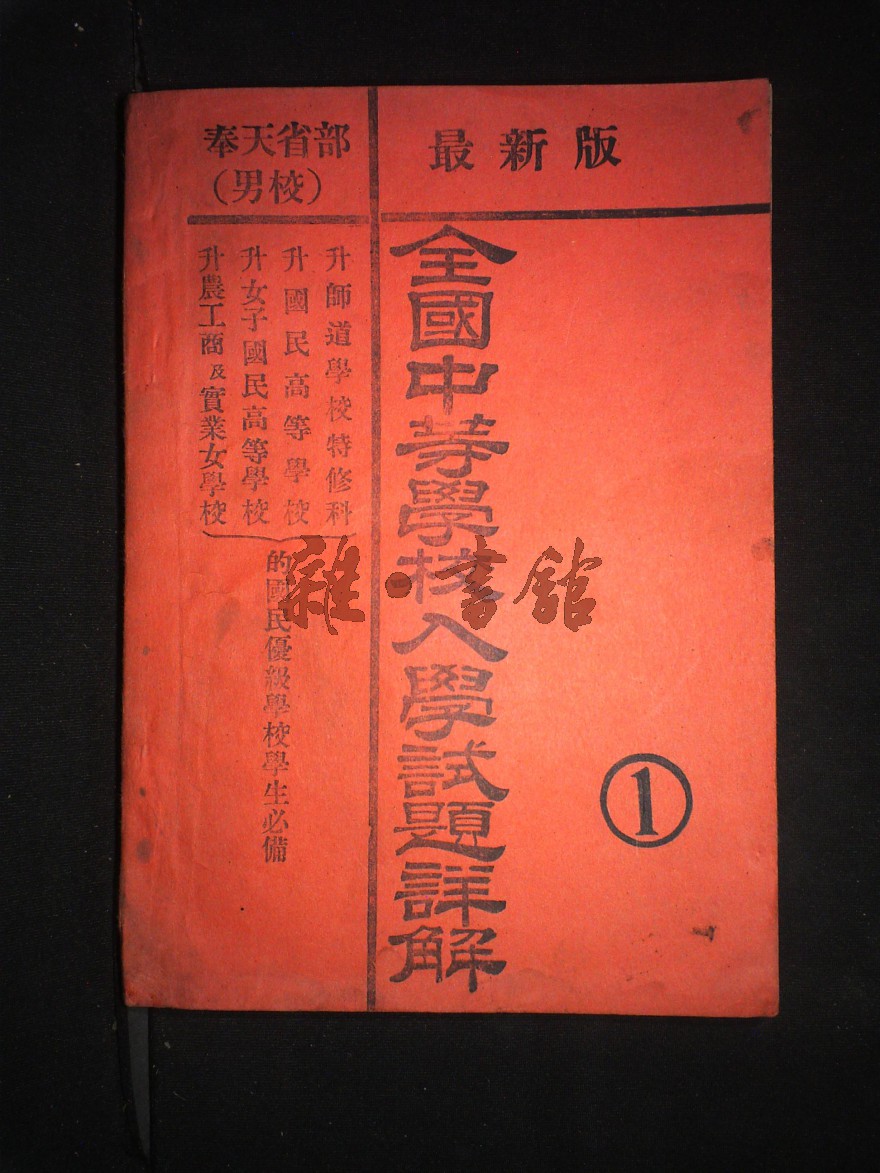 最新版
全國中等學校入學試題詳解
①
奉天省部
（男校）
升師道學校特修科
升國民高等學校
升女子國民高等學校
升農工商及實業女學校
的國民優級學校學生必備
雜·書館